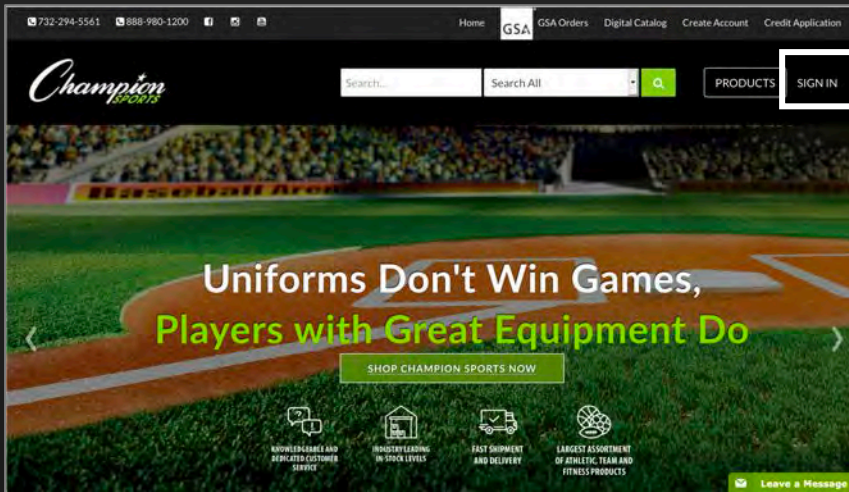 732-294-5561 888-980-1200 Home GSA GSA Orders Digital Catalog Create Account Credit Application
Champion
SPORTS
Search... Search All PRODUCTS SIGN IN
Baseball
Uniforms Don't Win Games,
Players with Great Equipment Do
SHOP CHAMPION SPORTS NOW
KNOWLEDGEABLE AND
DEDICATED CUSTOMER
SERVICE
INDUSTRY LEADING
IN-STOCK LEVELS
FAST SHIPMENT
AND DELIVERY
LARGEST ASSORTMENT
OF ATHLETIC, TEAM AND
FITNESS PRODUCTS
Leave a Message